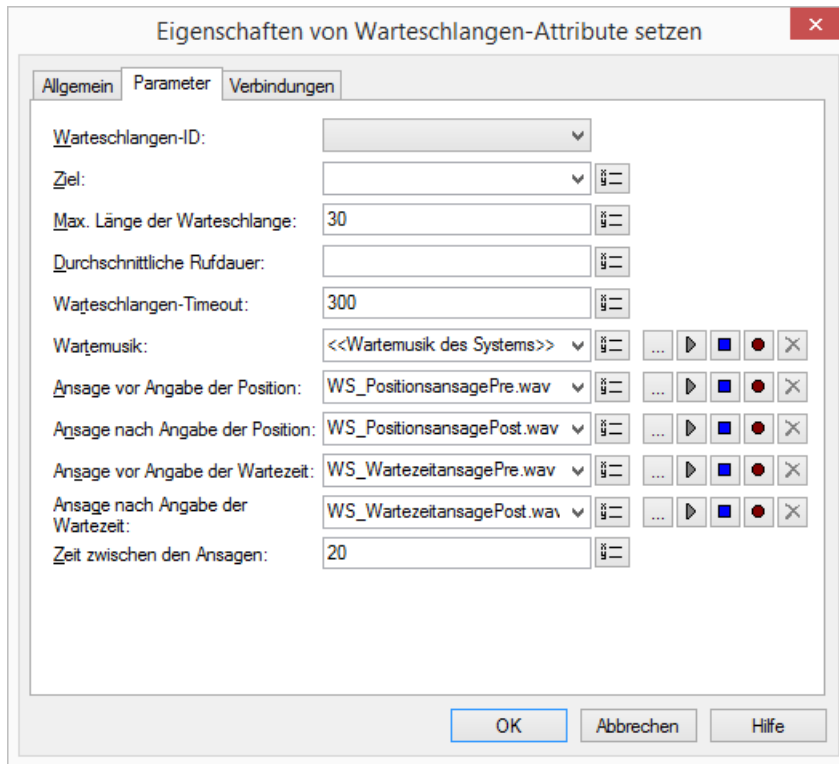 Eigenschaften von Warteschlangen-Attribute setzen
Allgemein Parameter Verbindungen
Warteschlangen-ID:
Ziel:
Max. Länge der Warteschlange: 30
Durchschnittliche Rufdauer:
Warteschlangen-Timeout: 300
Wartemusik: <<Wartemusik des Systems>> ...
Ansage vor Angabe der Position: WS_PositionsansagePre.wav ...
Ansage nach Angabe der Position: WS_PositionsansagePost.wav ...
Ansage vor Angabe der Wartezeit: WS_WartezeitansagePre.wav ...
Ansage nach Angabe der
Wartezeit: WS_WartezeitansagePost.wav ...
Zeit zwischen den Ansagen: 20
OK Abbrechen Hilfe